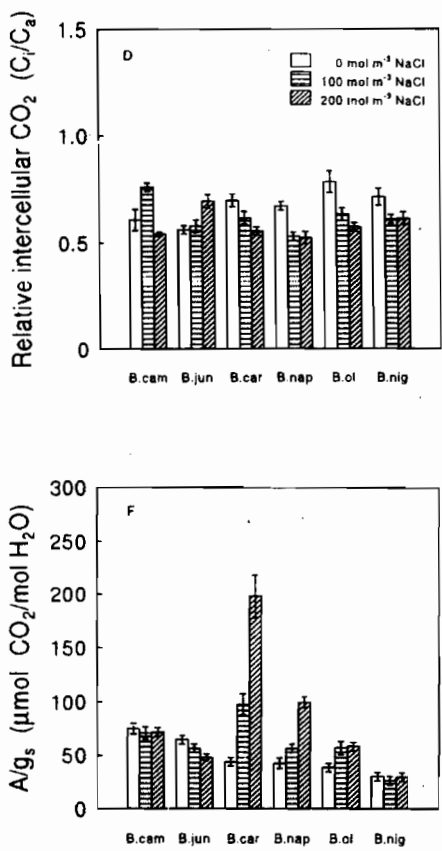 Relative intercellular CO₂ (Cᵢ/Cₐ)
1.5
1.0
0.5
0
D
0 mol m⁻³ NaCl
100 mol m⁻³ NaCl
200 mol m⁻³ NaCl
B.cam B.jun B.car B.nap B.ol B.nig
A/gₛ (µmol CO₂/mol H₂O)
300
250
200
150
100
50
0
F
B.cam B.jun B.car B.nap B.ol B.nig